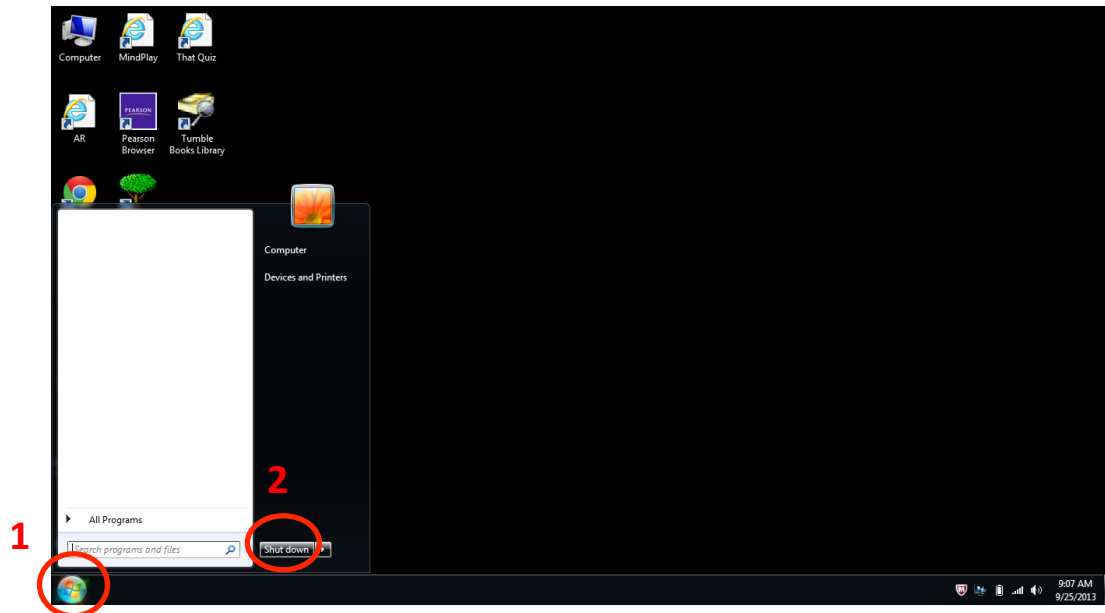 Computer
MindPlay
That Quiz
PEARSON
AR
Pearson
Browser
Tumble
Books Library
Computer
Devices and Printers
2
All Programs
1
Search programs and files
Shut down
9:07 AM
9/25/2013